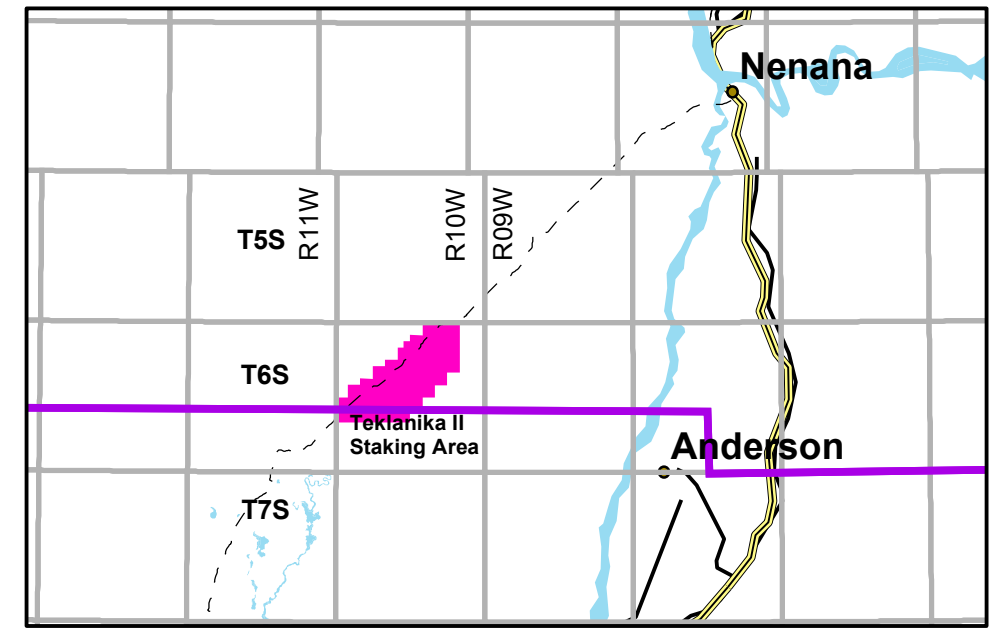 Nenana
R11W
R10W
R09W
T5S
T6S
Teklanika II
Staking Area
Anderson
T7S